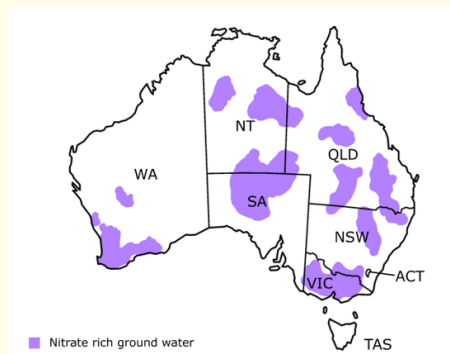 NT
QLD
WA
SA
NSW
ACT
VIC
TAS
Nitrate rich ground water